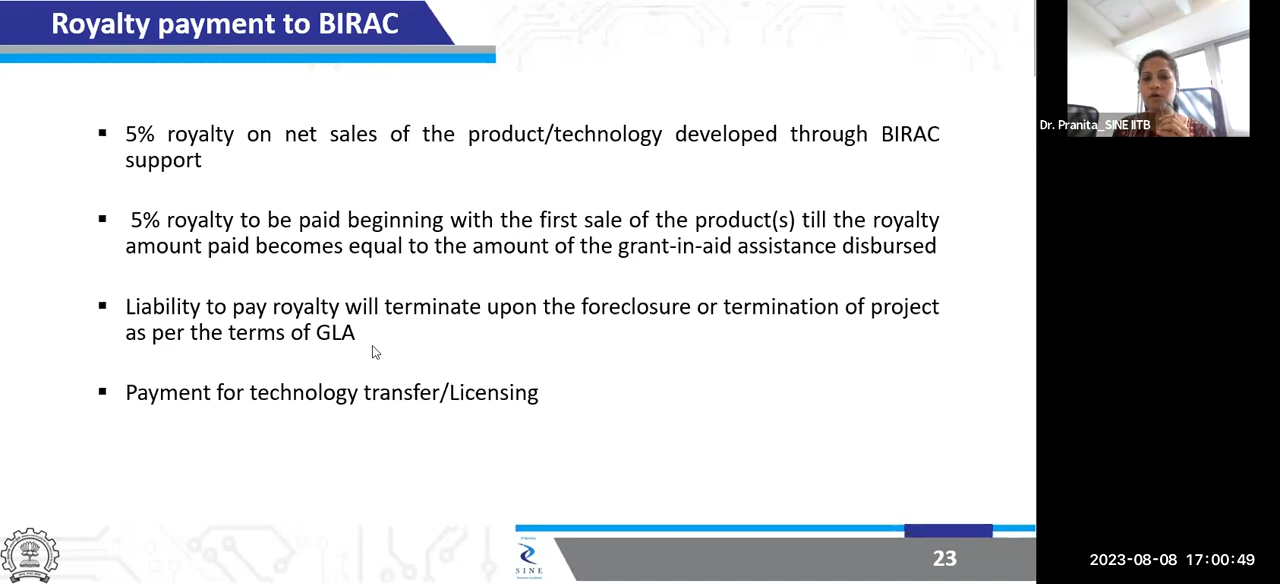 Royalty payment to BIRAC
Dr. Pranita_SINE IITB
▪ 5% royalty on net sales of the product/technology developed through BIRAC
support
▪ 5% royalty to be paid beginning with the first sale of the product(s) till the royalty
amount paid becomes equal to the amount of the grant-in-aid assistance disbursed
▪ Liability to pay royalty will terminate upon the foreclosure or termination of project
as per the terms of GLA
▪ Payment for technology transfer/Licensing
SINE
23
2023-08-08 17:00:49